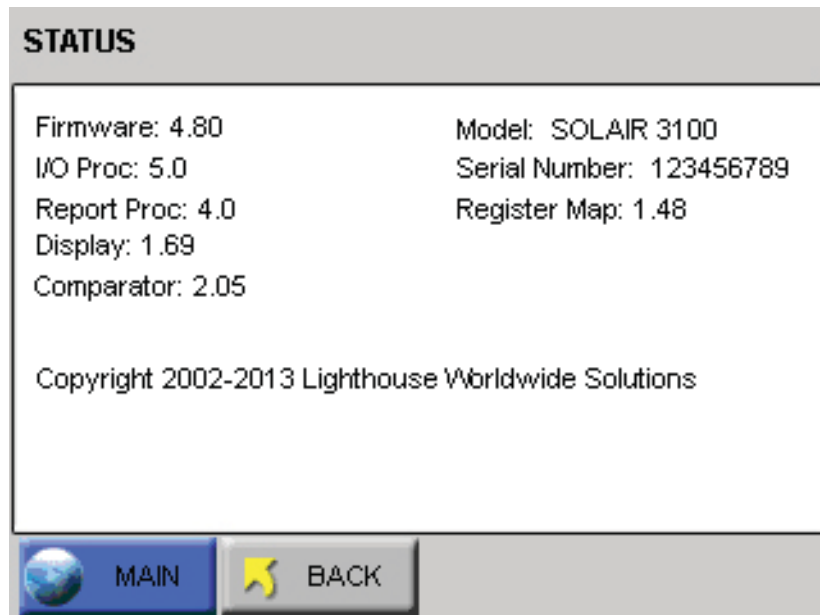 STATUS
Firmware: 4.80
I/O Proc: 5.0
Report Proc: 4.0
Display: 1.69
Comparator: 2.05
Model: SOLAIR 3100
Serial Number: 123456789
Register Map: 1.48
Copyright 2002-2013 Lighthouse Worldwide Solutions
MAIN
BACK